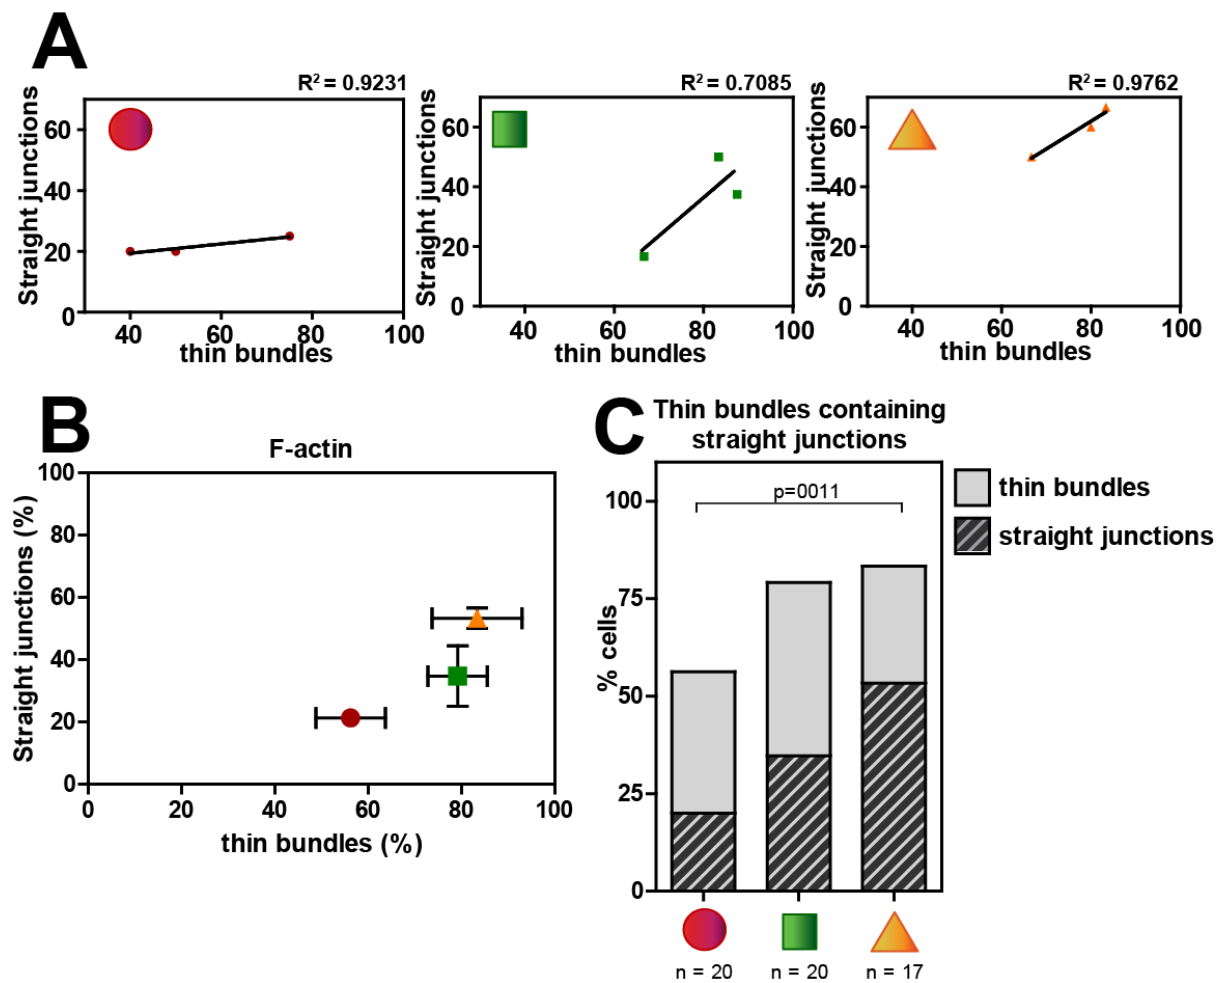 A
R² = 0.9231
Straight junctions
60
40
20
0
40
60
80
100
thin bundles
R² = 0.7085
Straight junctions
60
40
20
0
40
60
80
100
thin bundles
R² = 0.9762
Straight junctions
60
40
20
0
40
60
80
100
thin bundles
B
F-actin
Straight junctions (%)
100
80
60
40
20
0
0
20
40
60
80
100
thin bundles (%)
C
Thin bundles containing
straight junctions
% cells
100
75
50
25
0
p=0011
thin bundles
straight junctions
n = 20
n = 20
n = 17